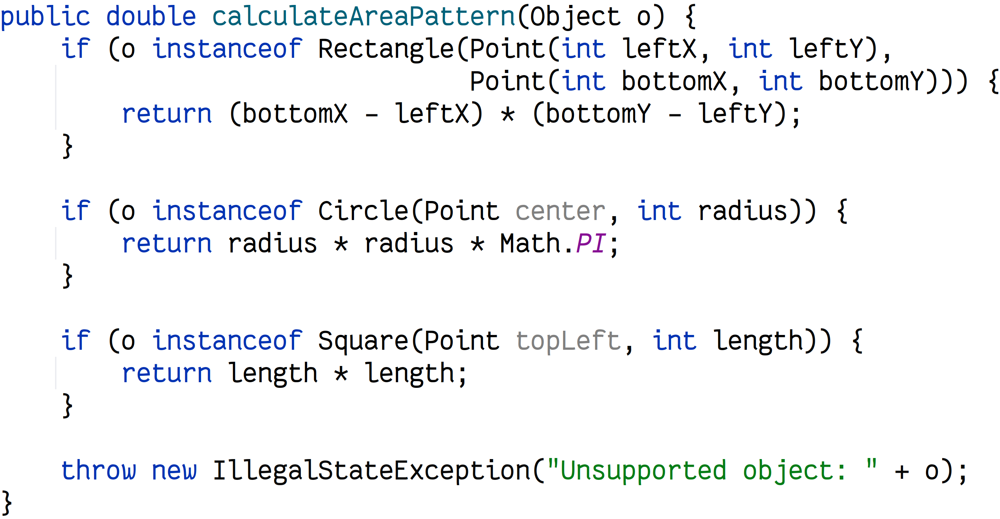 public double calculateAreaPattern(Object o) {
    if (o instanceof Rectangle(Point(int leftX, int leftY),
                               Point(int bottomX, int bottomY))) {
        return (bottomX - leftX) * (bottomY - leftY);
    }

    if (o instanceof Circle(Point center, int radius)) {
        return radius * radius * Math.PI;
    }

    if (o instanceof Square(Point topLeft, int length)) {
        return length * length;
    }

    throw new IllegalStateException("Unsupported object: " + o);
}